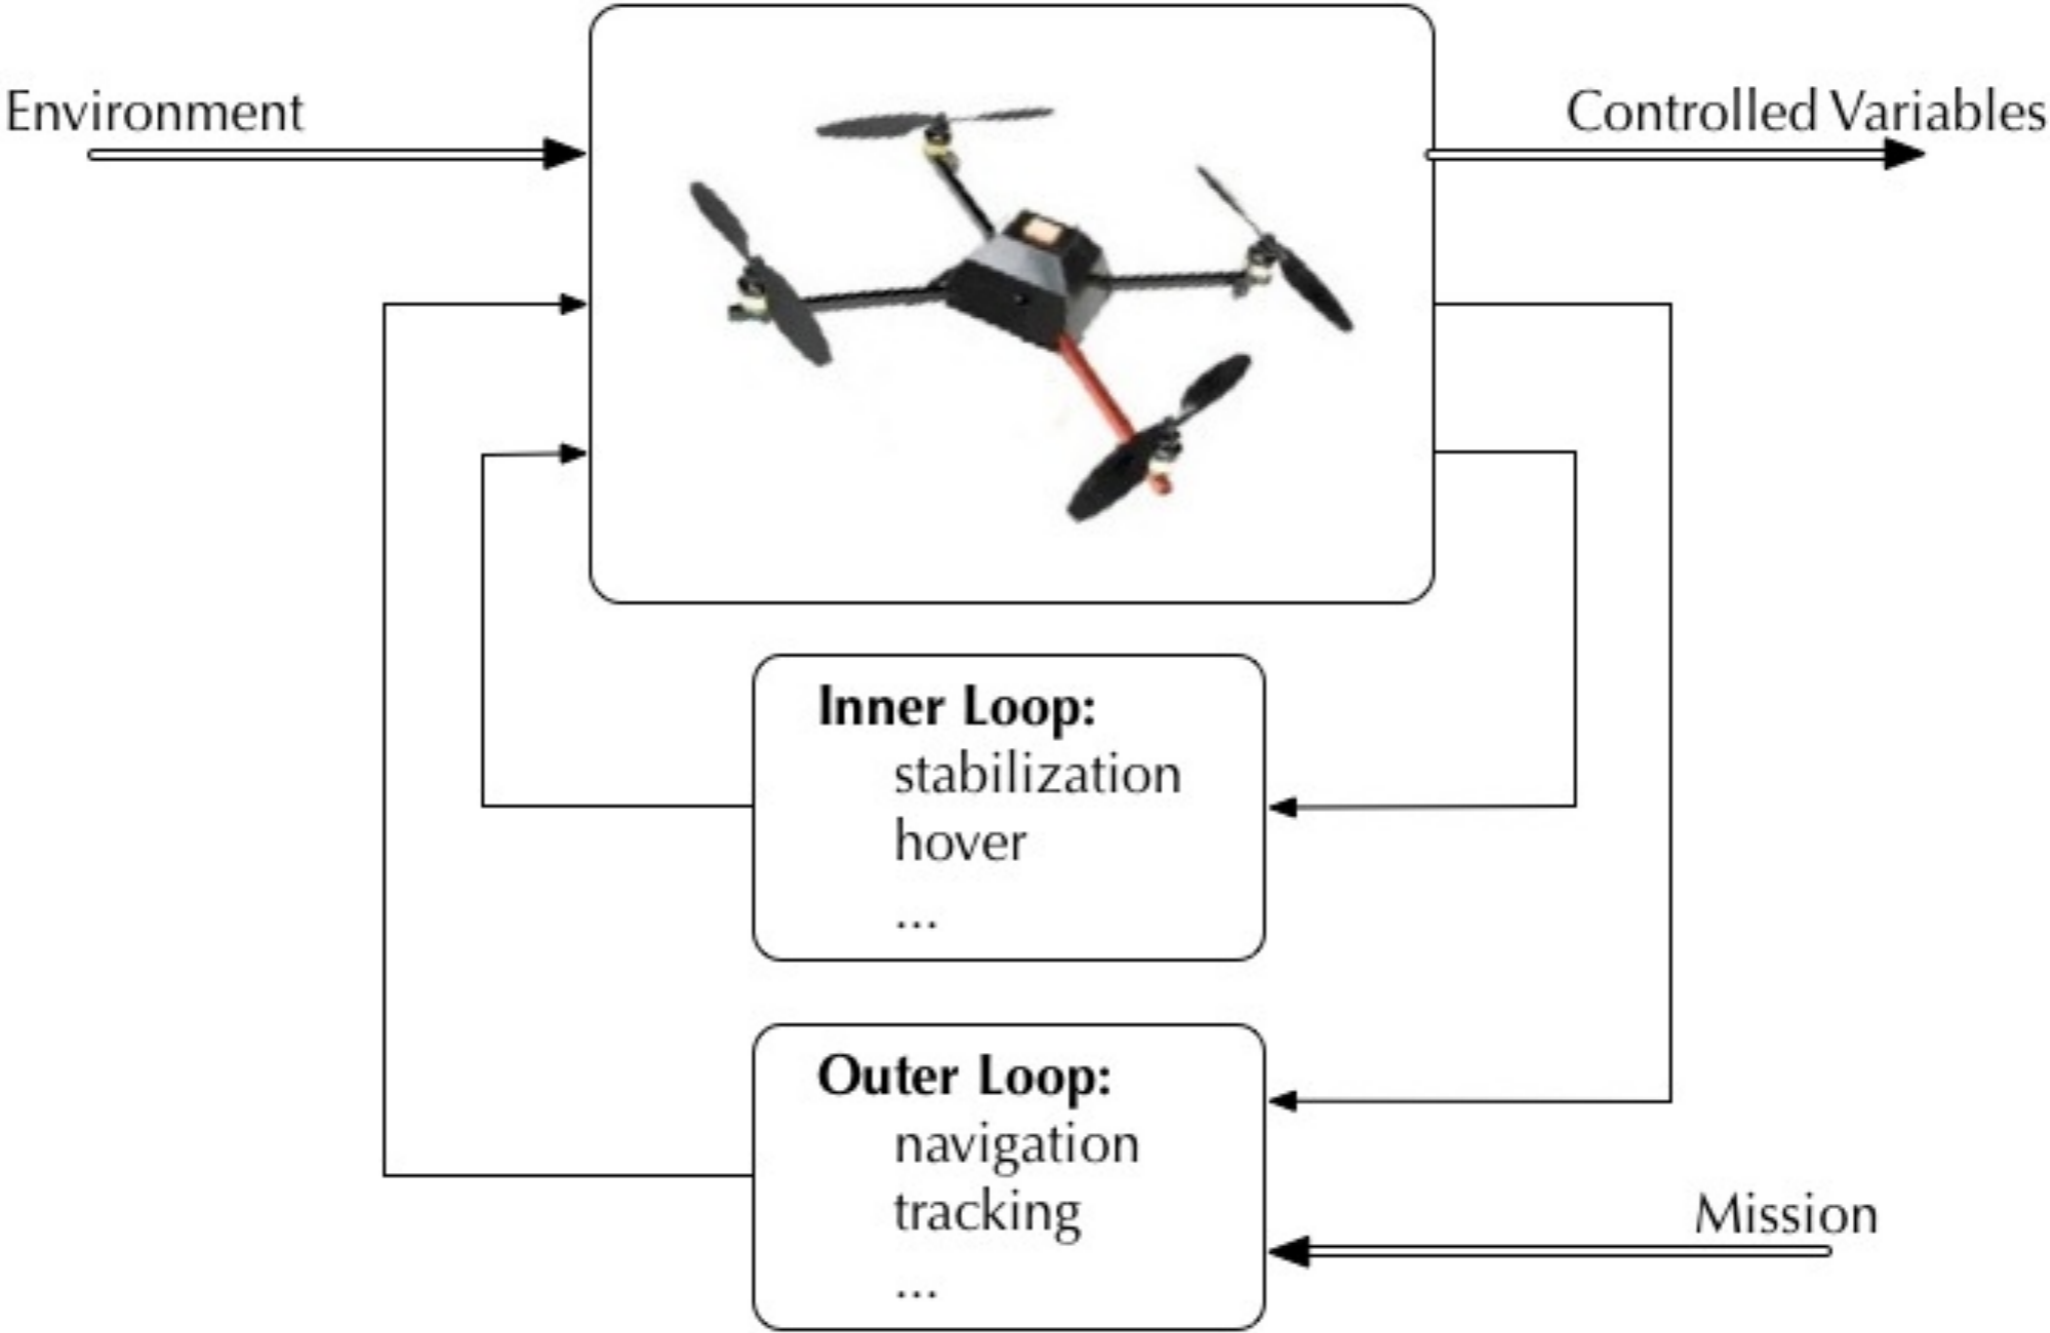 Environment
Controlled Variables
Inner Loop:
stabilization
hover
...
Outer Loop:
navigation
tracking
...
Mission